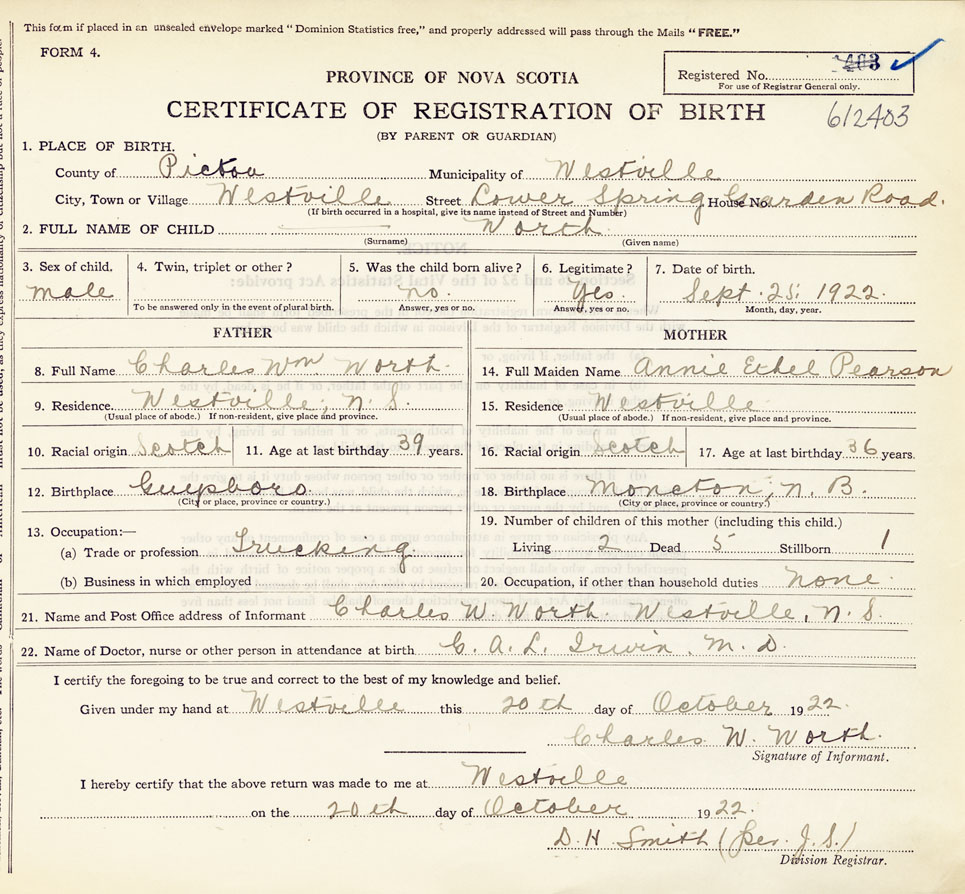 This form if placed in an unsealed envelope marked "Dominion Statistics free," and properly addressed will pass through the Mails "FREE."
FORM 4.
Registered No. 2403
For use of Registrar General only.
PROVINCE OF NOVA SCOTIA
CERTIFICATE OF REGISTRATION OF BIRTH
612403
(BY PARENT OR GUARDIAN)
1. PLACE OF BIRTH.
County of Pictou Municipality of Westville
City, Town or Village Westville Street Lower Spring House No. Garden Road.
(If birth occurred in a hospital, give its name instead of Street and Number)
2. FULL NAME OF CHILD Worth
(Surname) (Given name)
3. Sex of child. 4. Twin, triplet or other? 5. Was the child born alive? 6. Legitimate? 7. Date of birth.
male no. yes. Sept. 25: 1922.
To be answered only in the event of plural birth. Answer, yes or no. Answer, yes or no. Month, day, year.
FATHER MOTHER
8. Full Name Charles Wm Worth. 14. Full Maiden Name Annie Ethel Pearson
9. Residence. Westville, N. S. 15. Residence Westville
(Usual place of abode.) If non-resident, give place and province. (Usual place of abode.) If non-resident, give place and province.
10. Racial origin Scotch 11. Age at last birthday 39 years. 16. Racial origin Scotch 17. Age at last birthday 36 years.
12. Birthplace Guysboro 18. Birthplace Moncton, N. B.
(City or place, province or country.) (City or place, province or country.)
13. Occupation:— 19. Number of children of this mother (including this child.)
(a) Trade or profession Trucking. Living 2 Dead 5 Stillborn 1
(b) Business in which employed 20. Occupation, if other than household duties none.
21. Name and Post Office address of Informant Charles W. Worth. Westville, N. S.
22. Name of Doctor, nurse or other person in attendance at birth C. A. L. Irwin. M. D.
I certify the foregoing to be true and correct to the best of my knowledge and belief.
Given under my hand at Westville this 20th day of October 1922.
Charles W. Worth.
Signature of Informant.
I hereby certify that the above return was made to me at Westville
on the 20th day of October 1922.
D. H. Smith (per. J. S.)
Division Registrar.